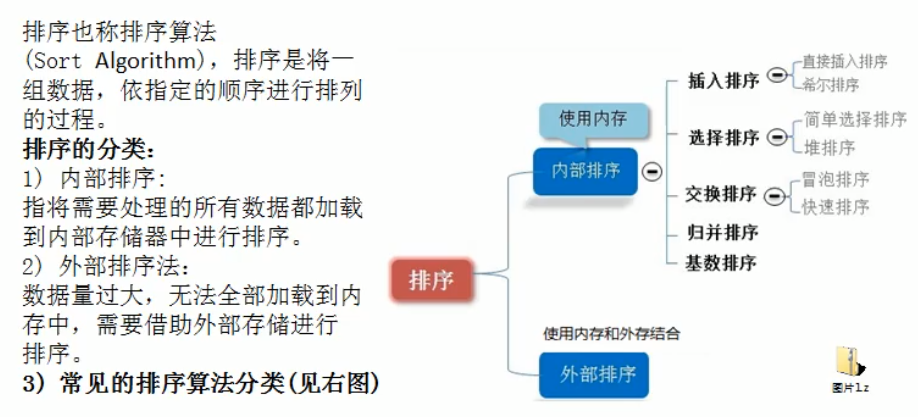 排序也称排序算法
(Sort Algorithm)，排序是将一
组数据，依指定的顺序进行排列
的过程。
排序的分类：
1) 内部排序:
指将需要处理的所有数据都加载
到内部存储器中进行排序。
2) 外部排序法：
数据量过大，无法全部加载到内
存中，需要借助外部存储进行
排序。
3) 常见的排序算法分类(见右图)
排序
使用内存
内部排序
插入排序
直接插入排序
希尔排序
选择排序
简单选择排序
堆排序
交换排序
冒泡排序
快速排序
归并排序
基数排序
使用内存和外存结合
外部排序
图片1z